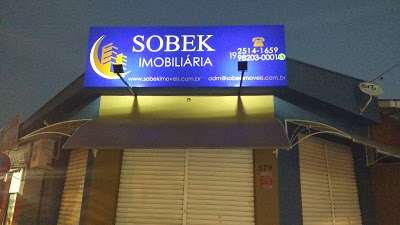 SOBEK
IMOBILIÁRIA
2514-1659
19 98203-0001
www.sobekimoveis.com.br
adm@sobekimoveis.com.br